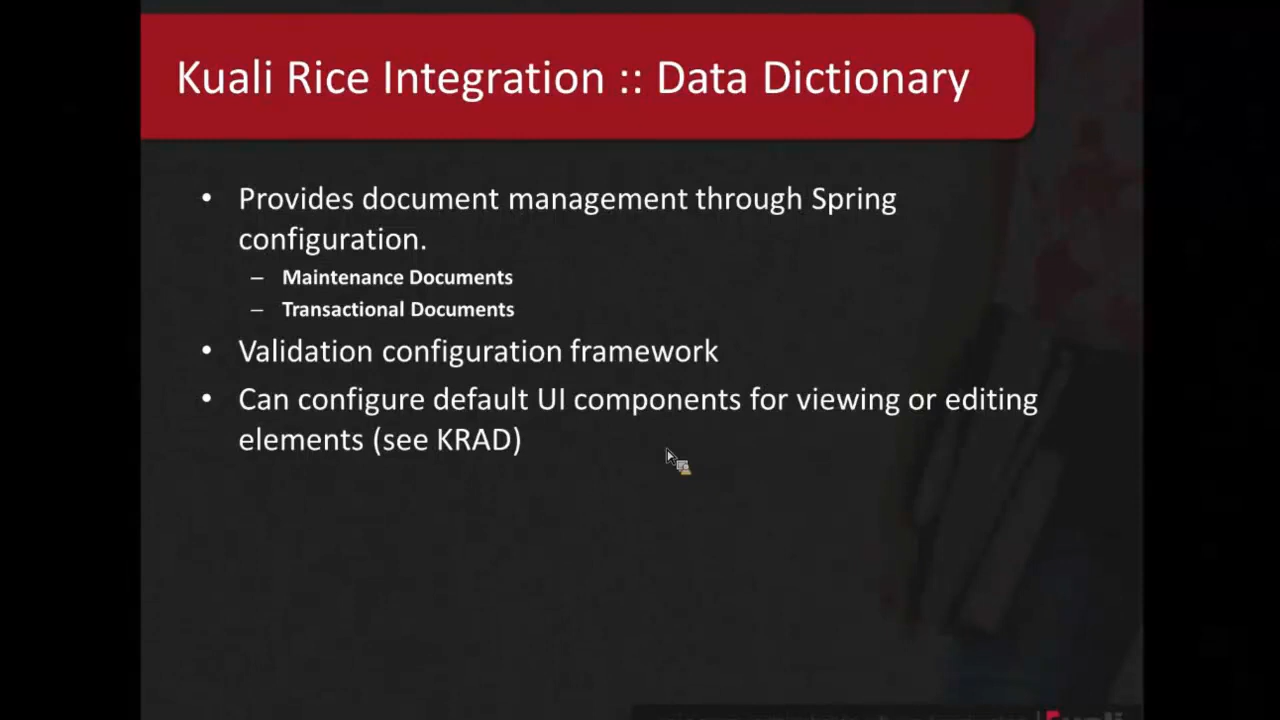 Kuali Rice Integration :: Data Dictionary
• Provides document management through Spring
configuration.
– Maintenance Documents
– Transactional Documents
• Validation configuration framework
• Can configure default UI components for viewing or editing
elements (see KRAD)